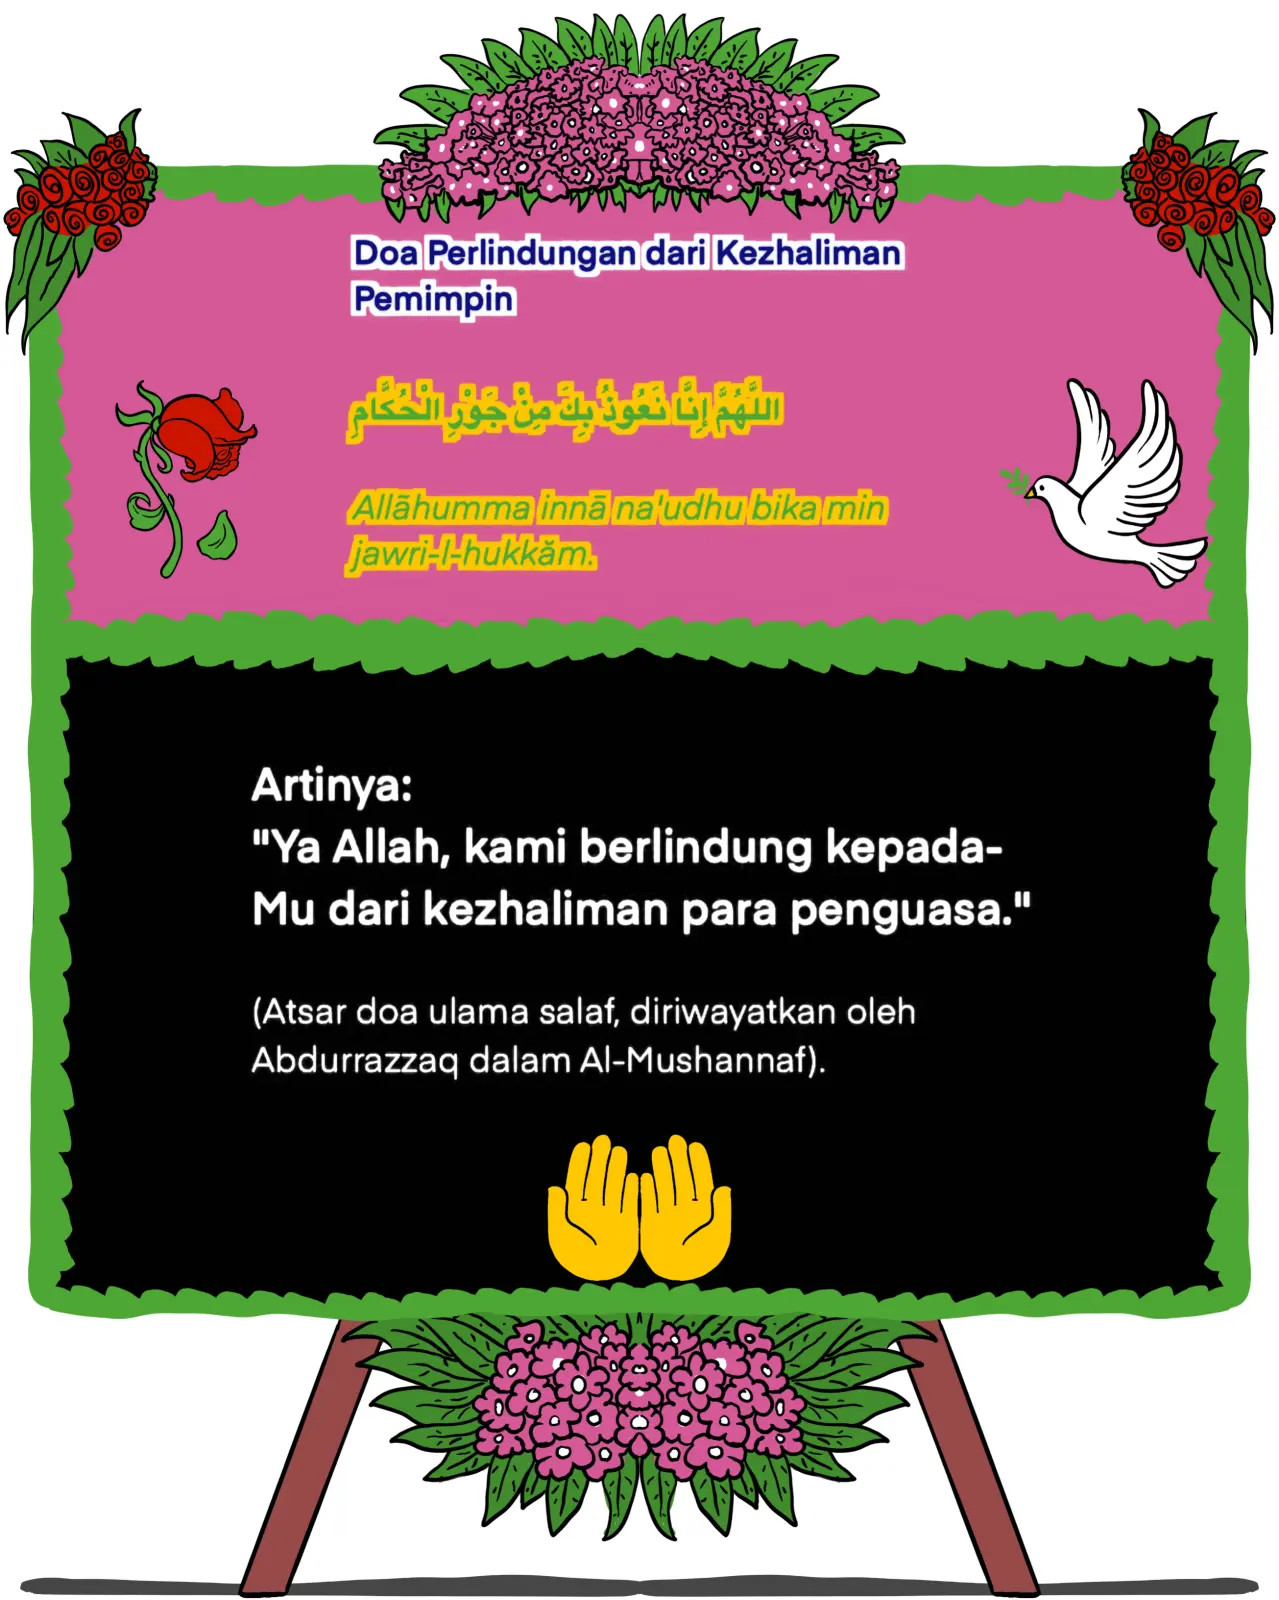 Doa Perlindungan dari Kezhaliman
Pemimpin
اللَّهُمَّ إِنَّا نَعُوذُ بِكَ مِنْ جَوْرِ الْحُكَّامِ
Allāhumma innā na'udhu bika min
jawri-l-hukkăm.
Artinya:
"Ya Allah, kami berlindung kepada-
Mu dari kezhaliman para penguasa."
(Atsar doa ulama salaf, diriwayatkan oleh
Abdurrazzaq dalam Al-Mushannaf).